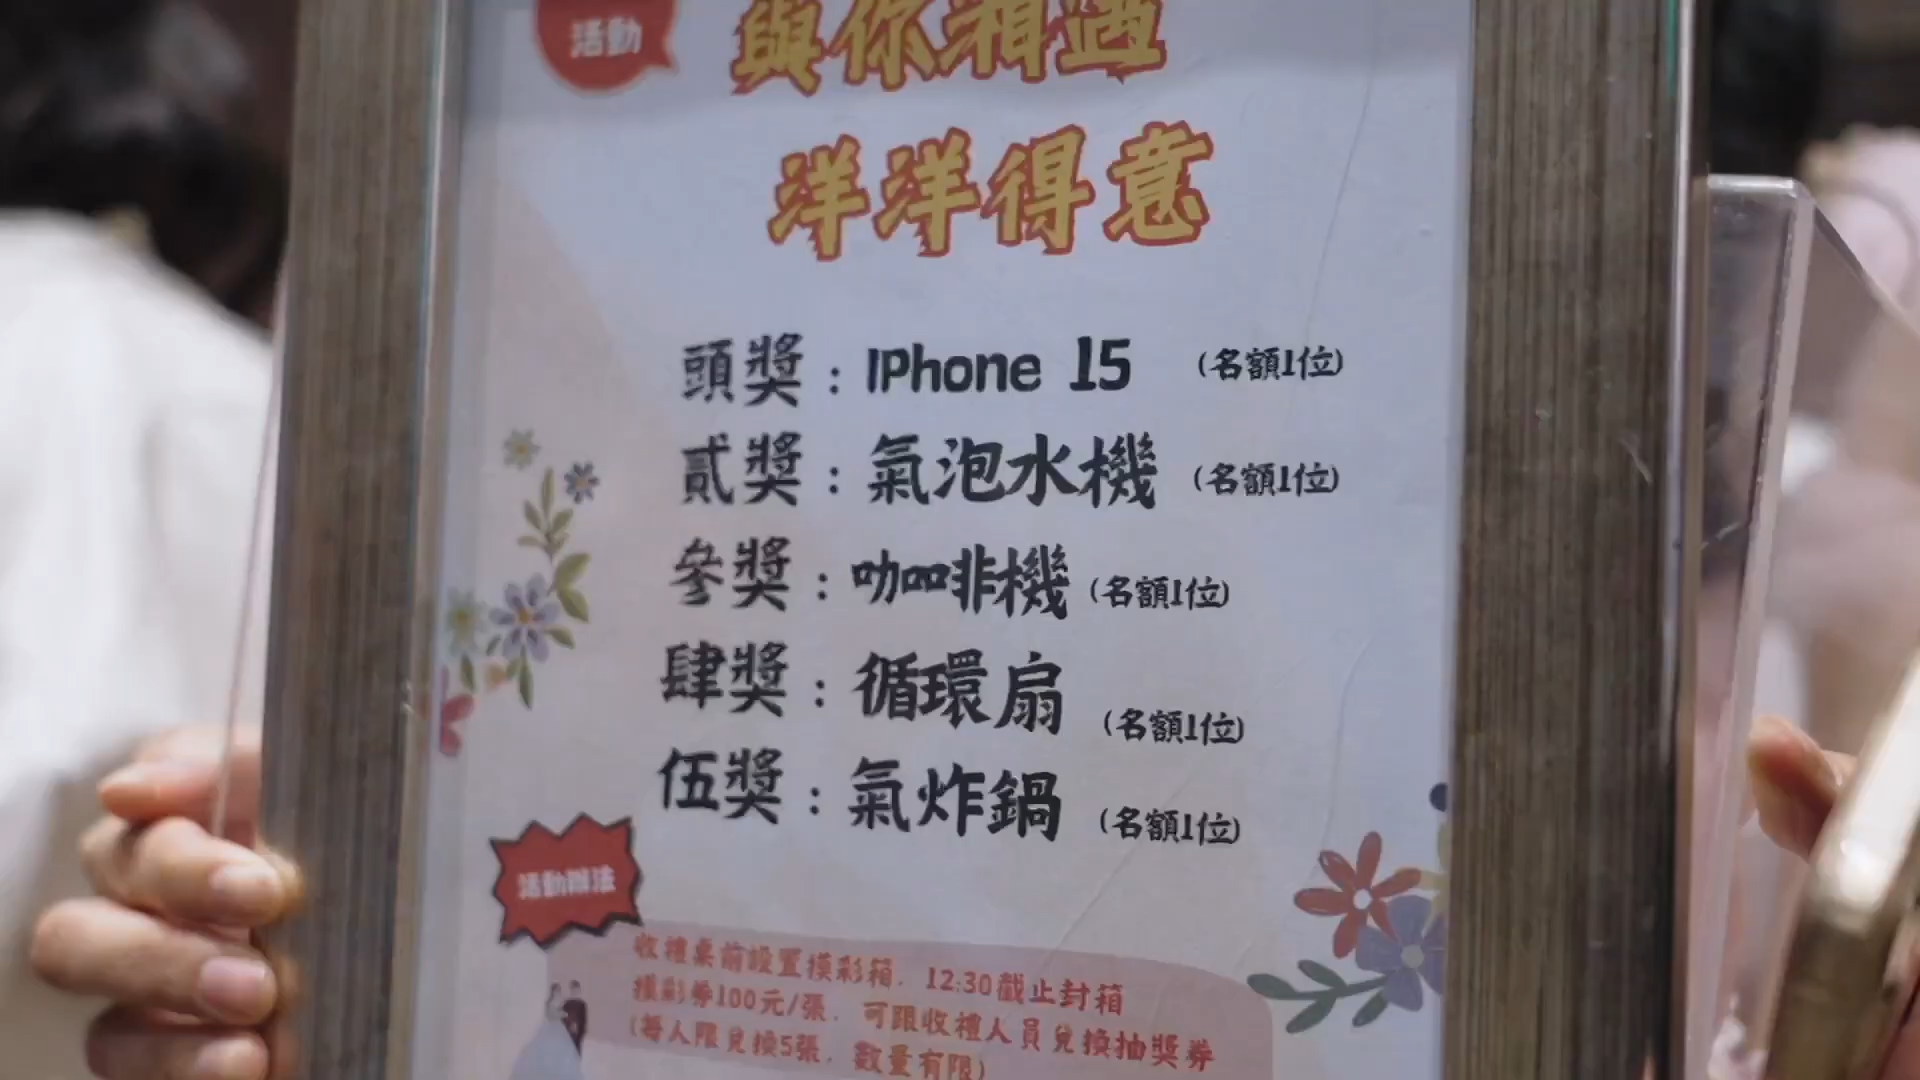 活動
與你湘遇
洋洋得意
頭獎：IPhone 15 (名額1位)
貳獎：氣泡水機 (名額1位)
參獎：咖啡機 (名額1位)
肆獎：循環扇 (名額1位)
伍獎：氣炸鍋 (名額1位)
活動辦法
收禮桌前設置摸彩箱，12:30截止封箱
摸彩券100元/張，可跟收禮人員兌換抽獎券
(每人限兌換5張，數量有限)